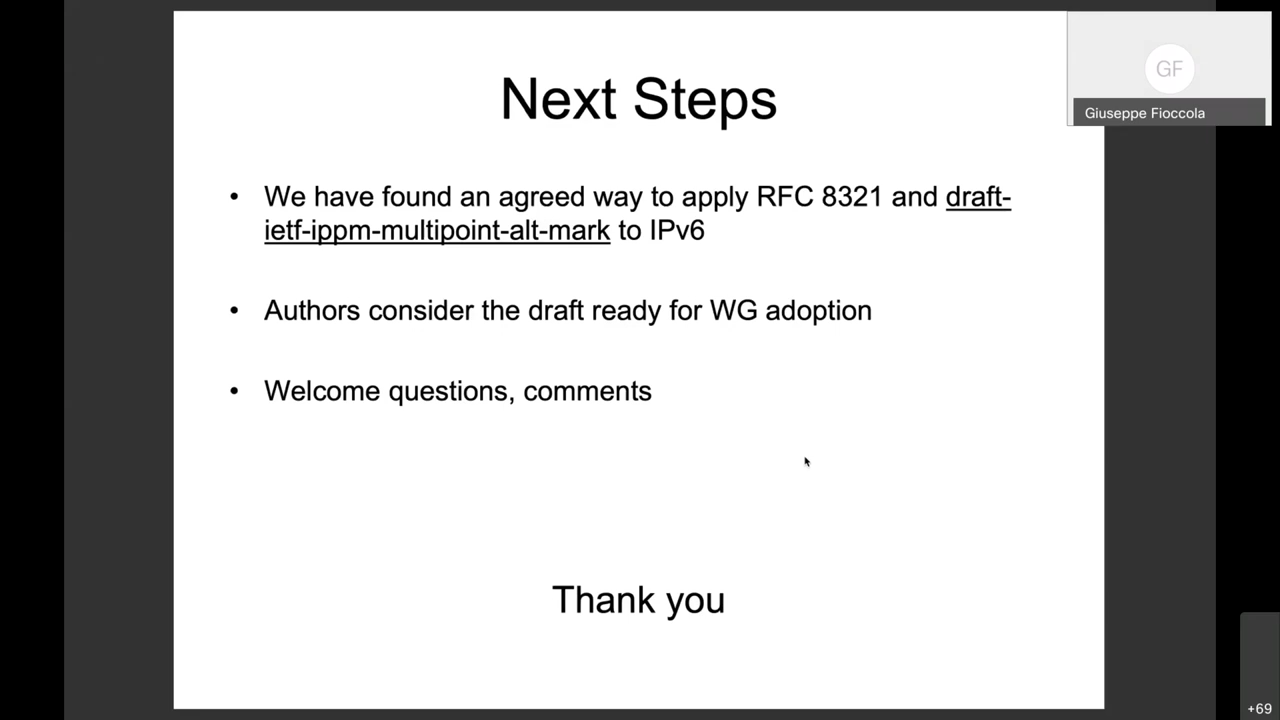 Next Steps
GF
Giuseppe Fioccola
• We have found an agreed way to apply RFC 8321 and draft-
ietf-ippm-multipoint-alt-mark to IPv6
• Authors consider the draft ready for WG adoption
• Welcome questions, comments
Thank you
+69